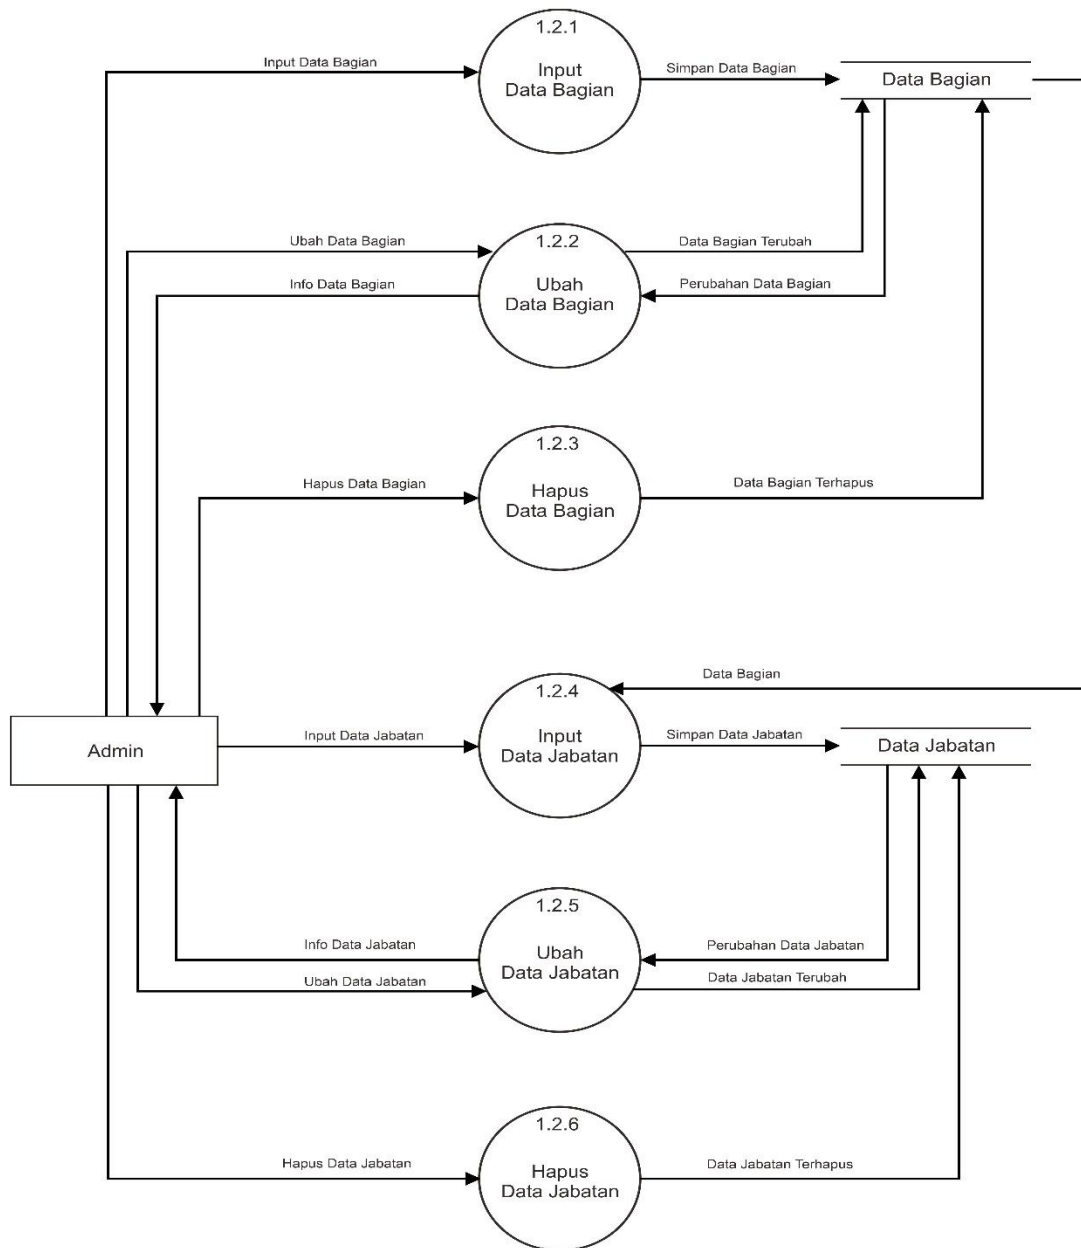 1.2.1
Input Data Bagian
Input
Data Bagian
Simpan Data Bagian
Data Bagian
Ubah Data Bagian
1.2.2
Data Bagian Terubah
Info Data Bagian
Ubah
Data Bagian
Perubahan Data Bagian
1.2.3
Hapus Data Bagian
Hapus
Data Bagian
Data Bagian Terhapus
Data Bagian
1.2.4
Admin
Input Data Jabatan
Input
Data Jabatan
Simpan Data Jabatan
Data Jabatan
1.2.5
Info Data Jabatan
Ubah
Data Jabatan
Perubahan Data Jabatan
Ubah Data Jabatan
Data Jabatan Terubah
1.2.6
Hapus Data Jabatan
Hapus
Data Jabatan
Data Jabatan Terhapus